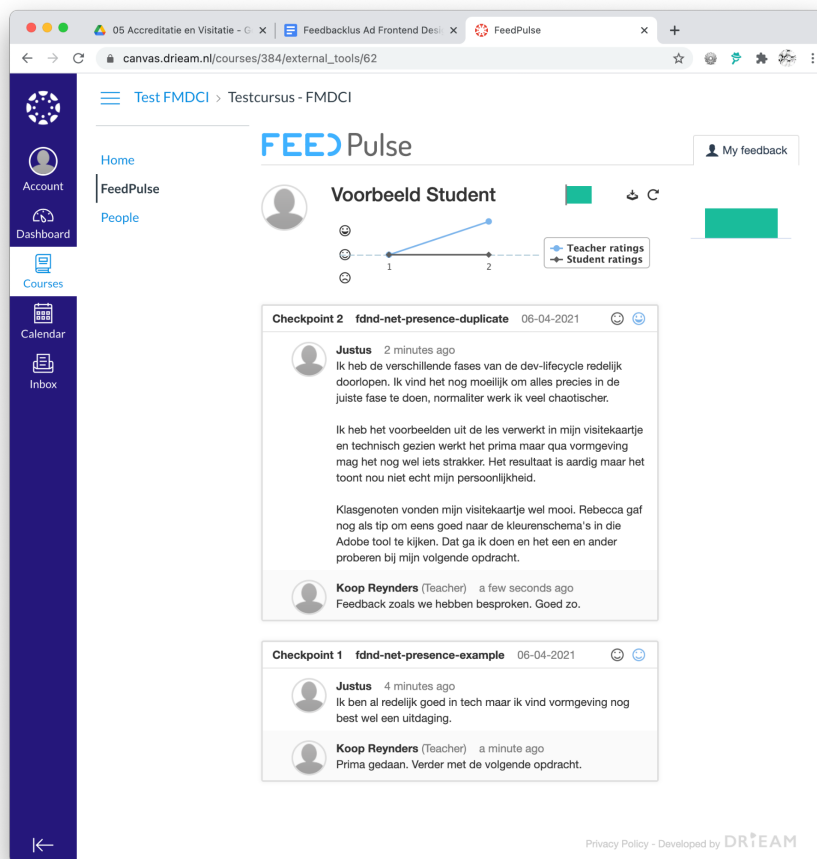 05 Accreditatie en Visitatie - G
Feedbacklus Ad Frontend Desi
FeedPulse
canvas.drieam.nl/courses/384/external_tools/62
Test FMDCI > Testcursus - FMDCI
Account
Dashboard
Courses
Calendar
Inbox
Home
FeedPulse
People
FEED Pulse
My feedback
Voorbeeld Student
1
2
Teacher ratings
Student ratings
Checkpoint 2 fdnd-net-presence-duplicate 06-04-2021
Justus 2 minutes ago
Ik heb de verschillende fases van de dev-lifecycle redelijk
doorlopen. Ik vind het nog moeilijk om alles precies in de
juiste fase te doen, normaliter werk ik veel chaotischer.
Ik heb het voorbeelden uit de les verwerkt in mijn visitekaartje
en technisch gezien werkt het prima maar qua vormgeving
mag het nog wel iets strakker. Het resultaat is aardig maar het
toont nou niet echt mijn persoonlijkheid.
Klasgenoten vonden mijn visitekaartje wel mooi. Rebecca gaf
nog als tip om eens goed naar de kleurenschema's in die
Adobe tool te kijken. Dat ga ik doen en het een en ander
proberen bij mijn volgende opdracht.
Koop Reynders (Teacher) a few seconds ago
Feedback zoals we hebben besproken. Goed zo.
Checkpoint 1 fdnd-net-presence-example 06-04-2021
Justus 4 minutes ago
Ik ben al redelijk goed in tech maar ik vind vormgeving nog
best wel een uitdaging.
Koop Reynders (Teacher) a minute ago
Prima gedaan. Verder met de volgende opdracht.
Privacy Policy - Developed by DRIEAM